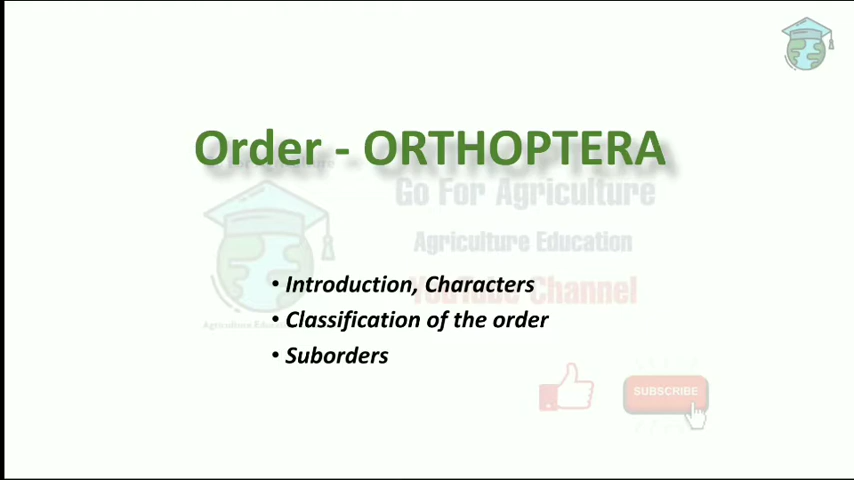 Order - ORTHOPTERA
Go For Agriculture
Agriculture Education
YouTube Channel
• Introduction, Characters
• Classification of the order
• Suborders
SUBSCRIBE